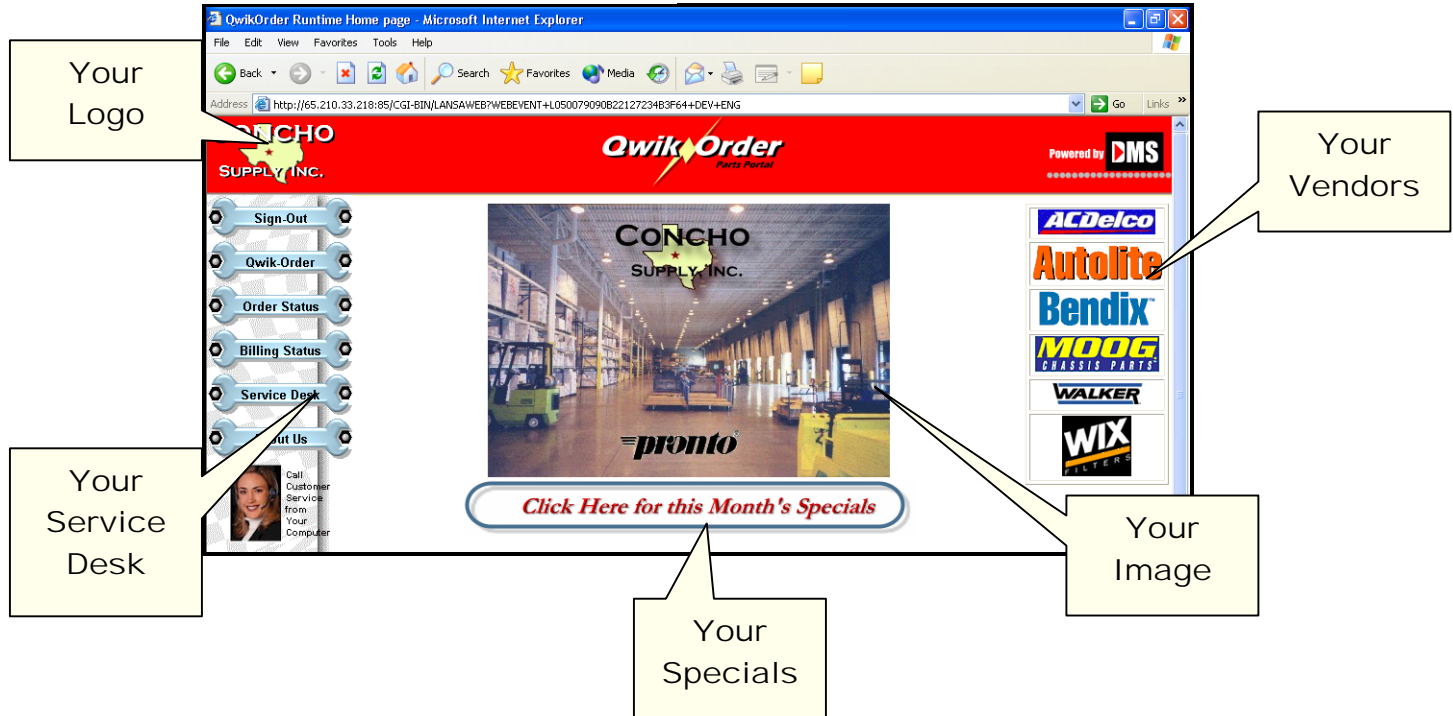 QwikOrder Runtime Home page - Microsoft Internet Explorer
File Edit View Favorites Tools Help
Back Search Favorites Media
Address http://65.210.33.218:85/CGI-BIN/LANSAWEB?WEBEVENT+L050079090B22127234B3F64+DEV+ENG Go Links »
Your
Logo
CONCHO
SUPPLY, INC.
Qwik Order
Parts Portal
Powered by DMS
Your
Vendors
Sign-Out
Qwik-Order
Order Status
Billing Status
Service Desk
About Us
Call
Customer
Service
from
Your
Computer
CONCHO
SUPPLY, INC.
pronto
Click Here for this Month's Specials
ACDelco
Autolite
Bendix™
MOOG
CHASSIS PARTS
WALKER
WIX
FILTERS
Your
Service
Desk
Your
Image
Your
Specials